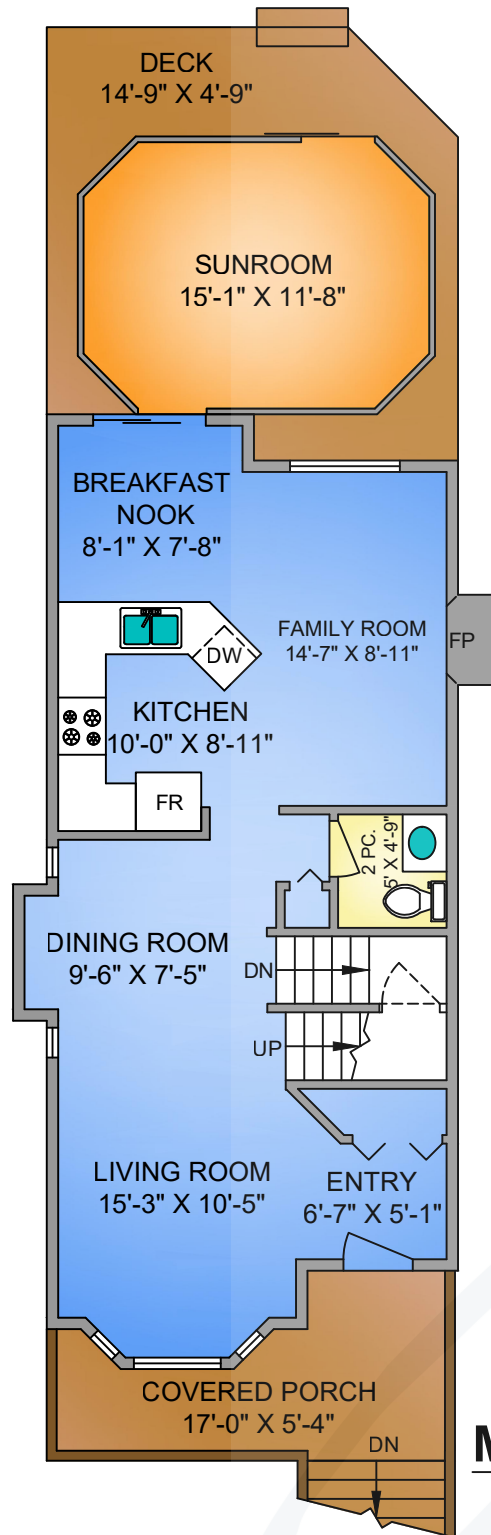 DECK
14'-9" X 4'-9"
SUNROOM
15'-1" X 11'-8"
BREAKFAST
NOOK
8'-1" X 7'-8"
FAMILY ROOM
14'-7" X 8'-11"
FP
DW
KITCHEN
10'-0" X 8'-11"
FR
2 PC.
5' X 4'-9"
DINING ROOM
9'-6" X 7'-5"
DN
UP
LIVING ROOM
15'-3" X 10'-5"
ENTRY
6'-7" X 5'-1"
COVERED PORCH
17'-0" X 5'-4"
DN
M